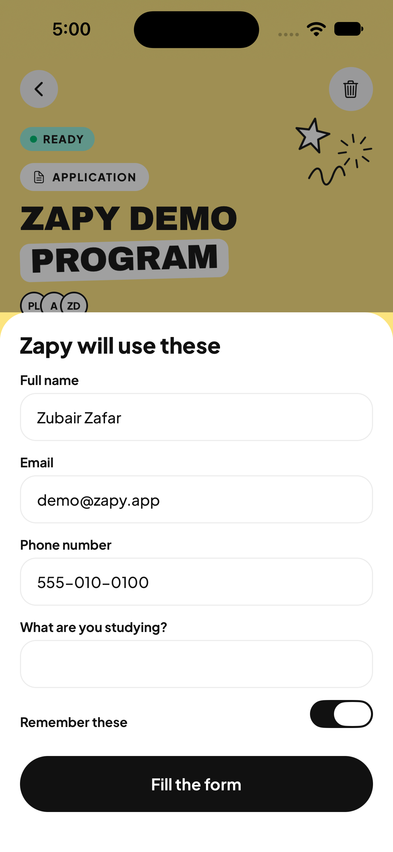 5:00
READY
APPLICATION
ZAPY DEMO
PROGRAM
PL A ZD
Zapy will use these
Full name
Zubair Zafar
Email
demo@zapy.app
Phone number
555-010-0100
What are you studying?
Remember these
Fill the form